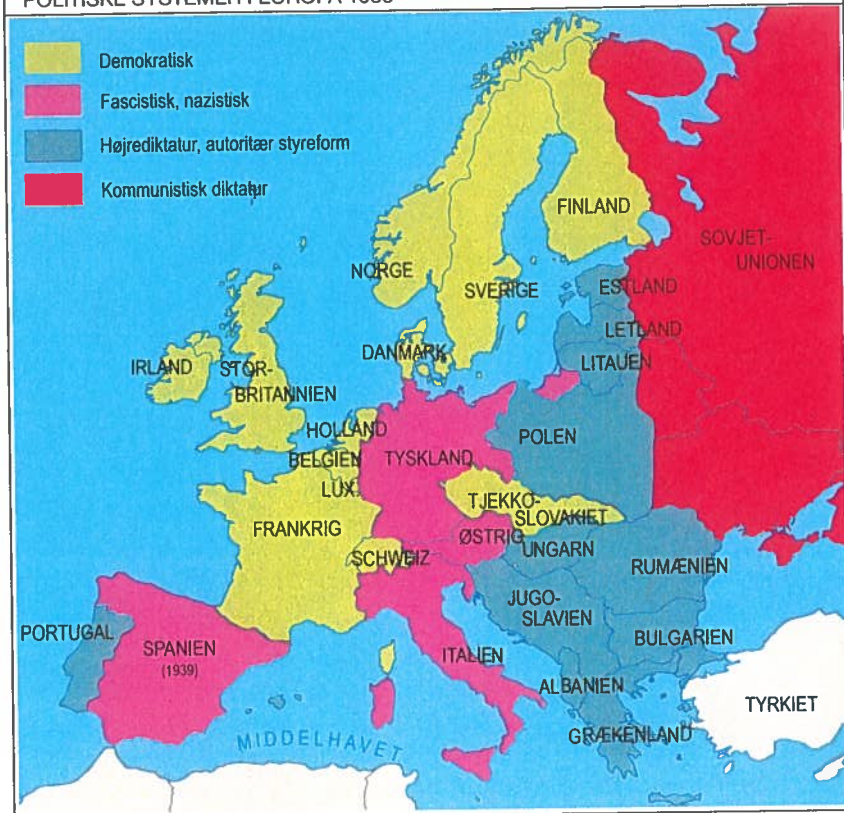 Demokratisk
Fascistisk, nazistisk
Højrediktatur, autoritær styreform
Kommunistisk diktatur
FINLAND
SOVJET-
UNIONEN
NORGE
SVERIGE
ESTLAND
LETLAND
LITAUEN
DANMARK
IRLAND
STOR-
BRITANNIEN
HOLLAND
BELGIEN
LUX.
TYSKLAND
POLEN
TJEKKO-
SLOVAKIET
FRANKRIG
ØSTRIG
SCHWEIZ
UNGARN
RUMÆNIEN
JUGO-
SLAVIEN
PORTUGAL
SPANIEN
(1939)
ITALIEN
BULGARIEN
ALBANIEN
TYRKIET
GRÆKENLAND
MIDDELHAVET